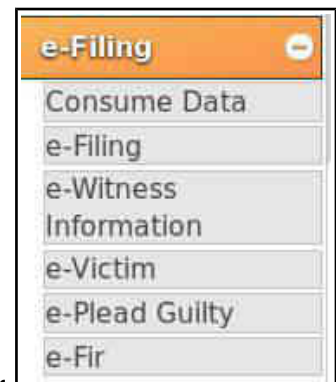 e-Filing
Consume Data
e-Filing
e-Witness
Information
e-Victim
e-Plead Guilty
e-Fir